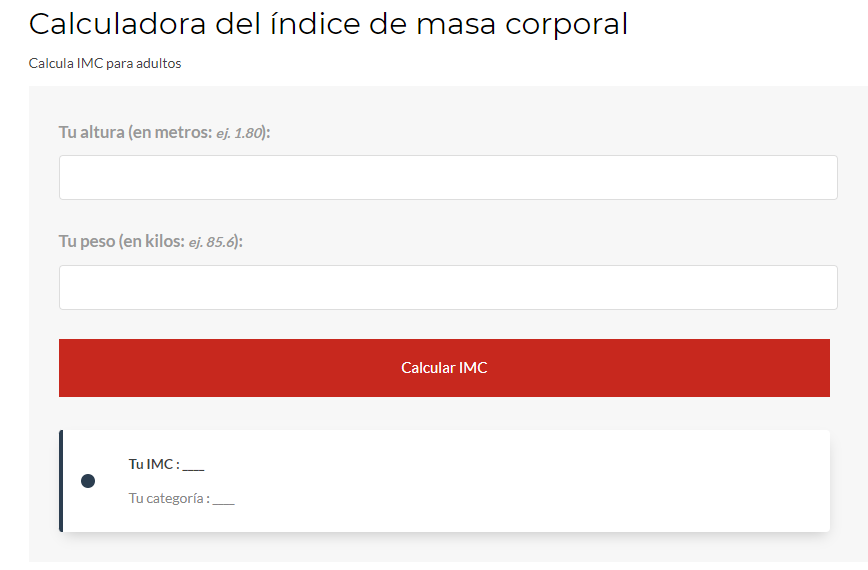 Calculadora del índice de masa corporal
Calcula IMC para adultos
Tu altura (en metros: ej. 1.80):
Tu peso (en kilos: ej. 85.6):
Calcular IMC
Tu IMC : ___
Tu categoría : ___